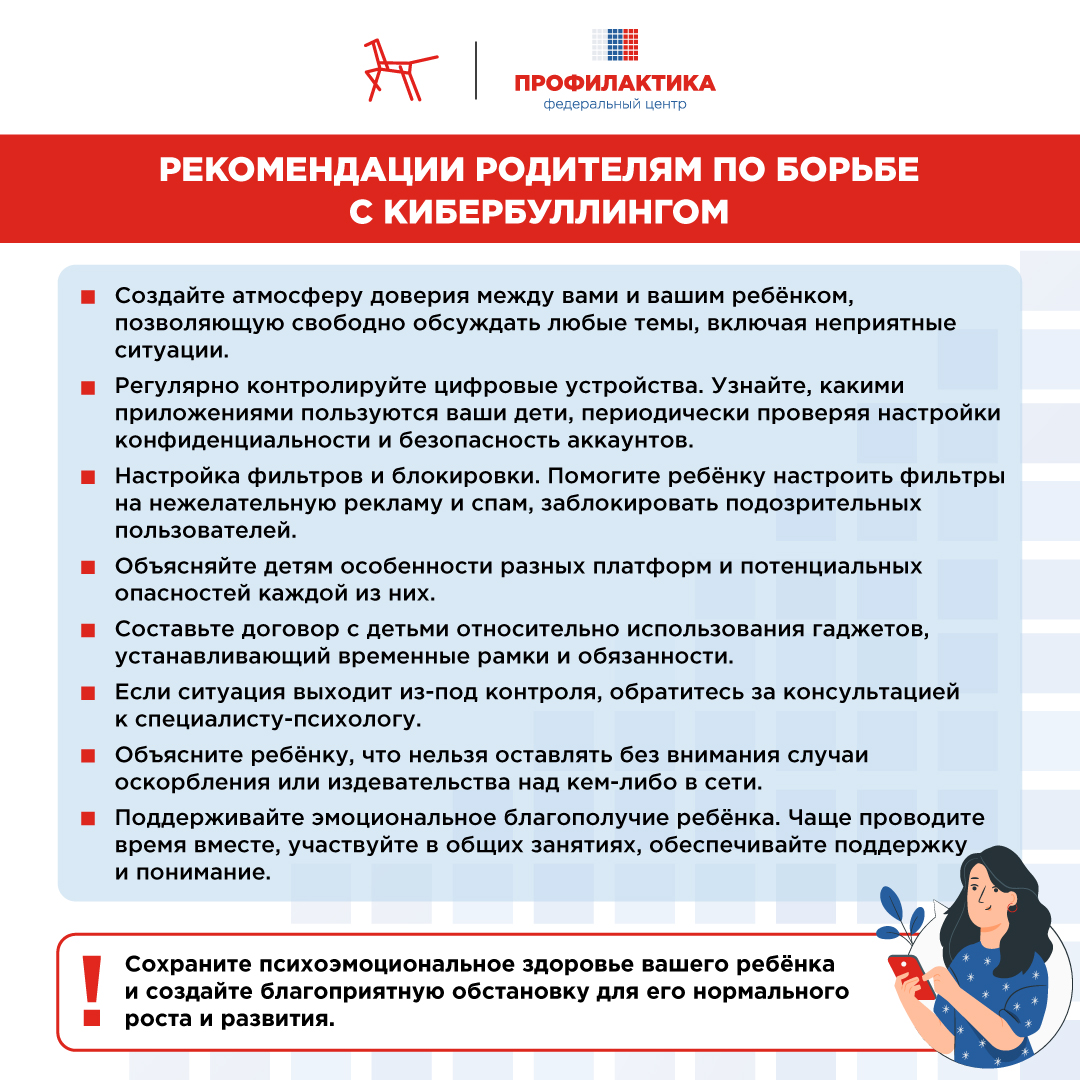 ПРОФИЛАКТИКА
федеральный центр
РЕКОМЕНДАЦИИ РОДИТЕЛЯМ ПО БОРЬБЕ
С КИБЕРБУЛЛИНГОМ
Создайте атмосферу доверия между вами и вашим ребёнком,
позволяющую свободно обсуждать любые темы, включая неприятные
ситуации.
Регулярно контролируйте цифровые устройства. Узнайте, какими
приложениями пользуются ваши дети, периодически проверяя настройки
конфиденциальности и безопасность аккаунтов.
Настройка фильтров и блокировки. Помогите ребёнку настроить фильтры
на нежелательную рекламу и спам, заблокировать подозрительных
пользователей.
Объясняйте детям особенности разных платформ и потенциальных
опасностей каждой из них.
Составьте договор с детьми относительно использования гаджетов,
устанавливающий временные рамки и обязанности.
Если ситуация выходит из-под контроля, обратитесь за консультацией
к специалисту-психологу.
Объясните ребёнку, что нельзя оставлять без внимания случаи
оскорбления или издевательства над кем-либо в сети.
Поддерживайте эмоциональное благополучие ребёнка. Чаще проводите
время вместе, участвуйте в общих занятиях, обеспечивайте поддержку
и понимание.
! Сохраните психоэмоциональное здоровье вашего ребёнка
и создайте благоприятную обстановку для его нормального
роста и развития.